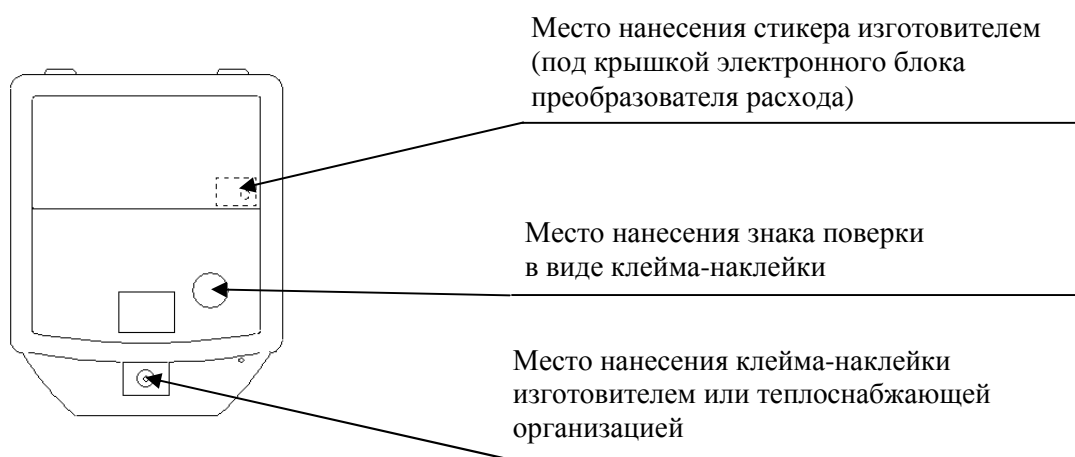 Место нанесения стикера изготовителем
(под крышкой электронного блока
преобразователя расхода)
Место нанесения знака поверки
в виде клейма-наклейки
Место нанесения клейма-наклейки
изготовителем или теплоснабжающей
организацией